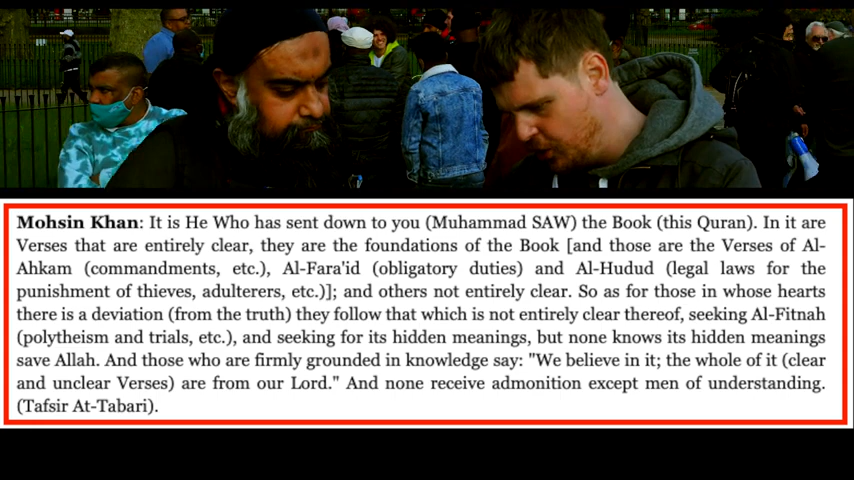 Mohsin Khan: It is He Who has sent down to you (Muhammad SAW) the Book (this Quran). In it are
Verses that are entirely clear, they are the foundations of the Book [and those are the Verses of Al-
Ahkam (commandments, etc.), Al-Fara'id (obligatory duties) and Al-Hudud (legal laws for the
punishment of thieves, adulterers, etc.)]; and others not entirely clear. So as for those in whose hearts
there is a deviation (from the truth) they follow that which is not entirely clear thereof, seeking Al-Fitnah
(polytheism and trials, etc.), and seeking for its hidden meanings, but none knows its hidden meanings
save Allah. And those who are firmly grounded in knowledge say: "We believe in it; the whole of it (clear
and unclear Verses) are from our Lord." And none receive admonition except men of understanding.
(Tafsir At-Tabari).